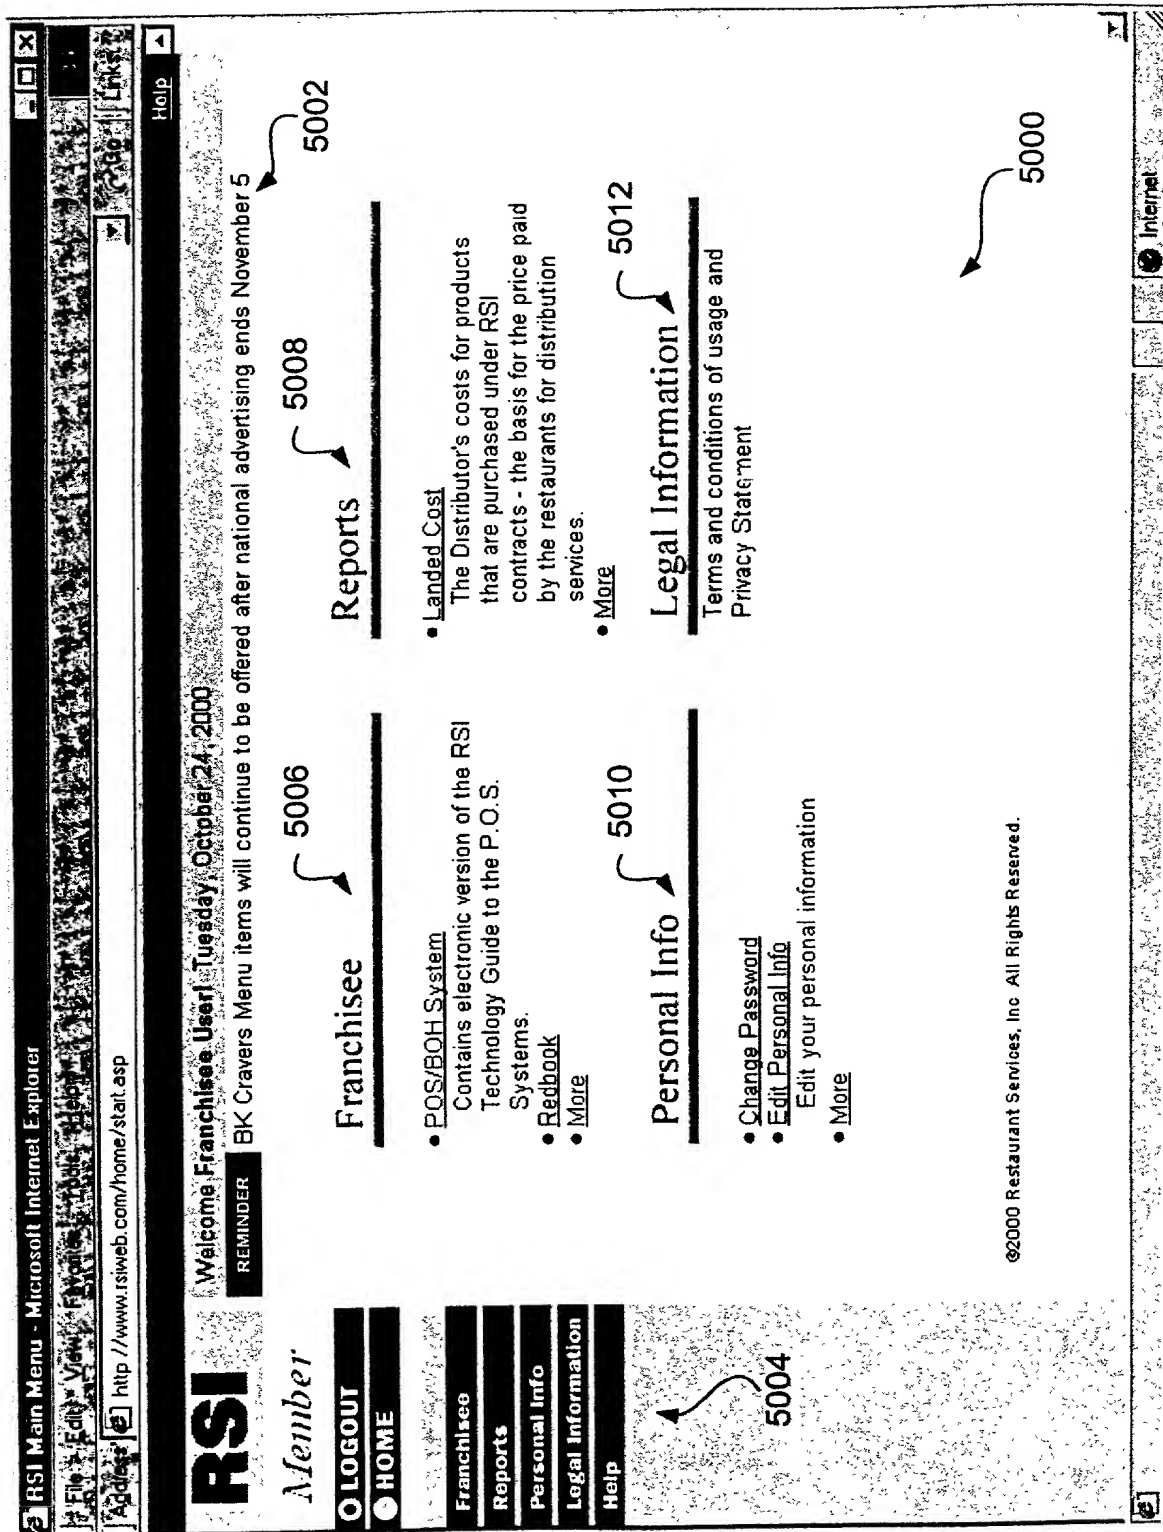 RSI Main Menu - Microsoft Internet Explorer
File Edit View Favorites Tools Help
Address http //www.rsiweb.com/home/start.asp Go Links
Help
RSI
Welcome Franchisee User! Tuesday, October 24, 2000
REMINDER BK Cravers Menu items will continue to be offered after national advertising ends November 5
5002
Member
LOGOUT
HOME
Franchisee
Reports
Personal Info
Legal Information
Help
5004
5006
Franchisee
• POS/BOH System
Contains electronic version of the RSI
Technology Guide to the P.O.S.
Systems.
• Redbook
• More
5008
Reports
• Landed Cost
The Distributor's costs for products
that are purchased under RSI
contracts - the basis for the price paid
by the restaurants for distribution
services.
• More
5010
Personal Info
• Change Password
• Edit Personal Info
Edit your personal information
• More
5012
Legal Information
Terms and conditions of usage and
Privacy Statement
5000
©2000 Restaurant Services, Inc All Rights Reserved.
Internet